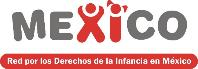 MEXICO
Red por los Derechos de la Infancia en México